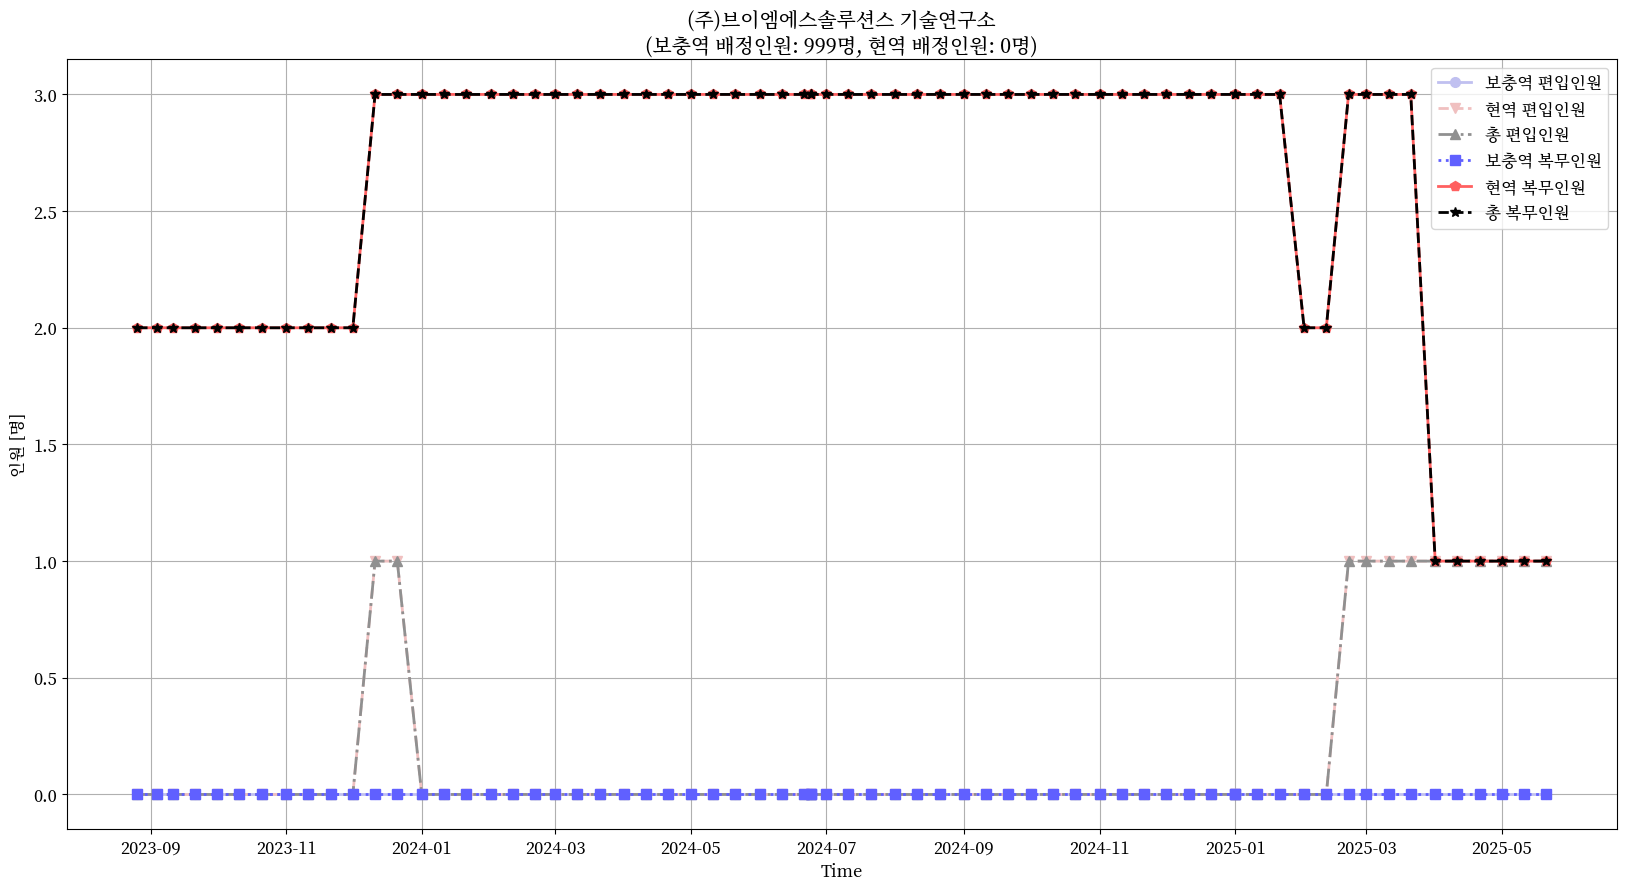 (주)브이엠에스솔루션스 기술연구소
(보충역 배정인원: 999명, 현역 배정인원: 0명)
보충역 편입인원
현역 편입인원
총 편입인원
보충역 복무인원
현역 복무인원
총 복무인원
인원 [명]
3.0
2.5
2.0
1.5
1.0
0.5
0.0
2023-09
2023-11
2024-01
2024-03
2024-05
2024-07
2024-09
2024-11
2025-01
2025-03
2025-05
Time